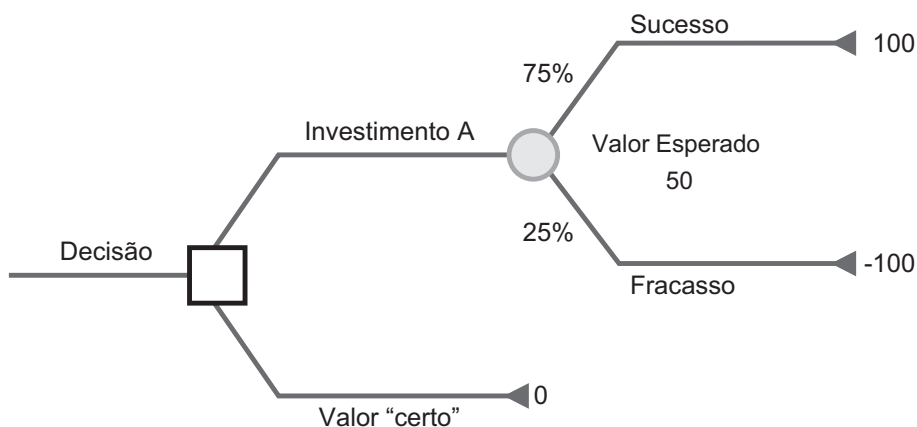 Sucesso
100
75%
Investimento A
Valor Esperado
50
25%
Decisão
-100
Fracasso
0
Valor “certo”